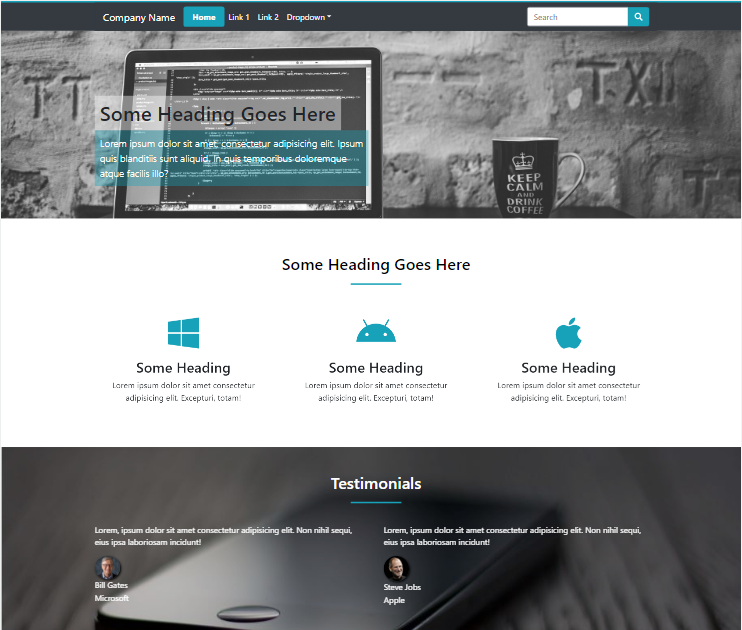 Company Name Home Link 1 Link 2 Dropdown Search
Some Heading Goes Here
Lorem ipsum dolor sit amet, consectetur adipisicing elit. Ipsum
quis blanditiis sunt aliquid. In quis temporibus doloremque
atque facilis illo?
KEEP
CALM
AND
DRINK
COFFEE
Some Heading Goes Here
Some Heading
Lorem ipsum dolor sit amet consectetur
adipisicing elit. Excepturi, totam!
Some Heading
Lorem ipsum dolor sit amet consectetur
adipisicing elit. Excepturi, totam!
Some Heading
Lorem ipsum dolor sit amet consectetur
adipisicing elit. Excepturi, totam!
Testimonials
Lorem, ipsum dolor sit amet consectetur adipisicing elit. Non nihil sequi,
eius ipsa laboriosam incidunt!
Bill Gates
Microsoft
Lorem, ipsum dolor sit amet consectetur adipisicing elit. Non nihil sequi,
eius ipsa laboriosam incidunt!
Steve Jobs
Apple